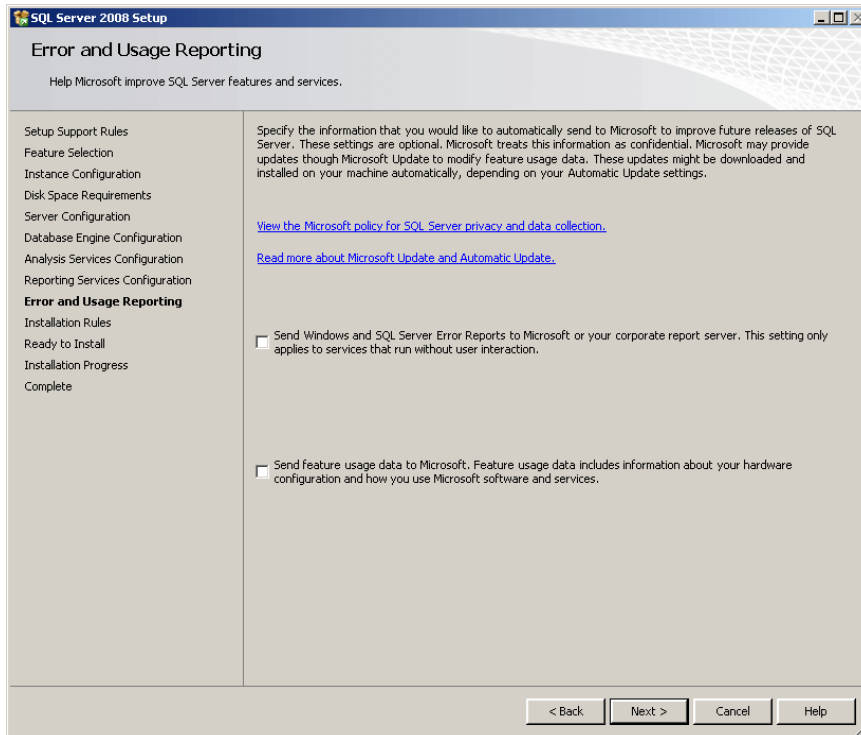 SQL Server 2008 Setup
Error and Usage Reporting
Help Microsoft improve SQL Server features and services.
Setup Support Rules
Feature Selection
Instance Configuration
Disk Space Requirements
Server Configuration
Database Engine Configuration
Analysis Services Configuration
Reporting Services Configuration
Error and Usage Reporting
Installation Rules
Ready to Install
Installation Progress
Complete
Specify the information that you would like to automatically send to Microsoft to improve future releases of SQL
Server. These settings are optional. Microsoft treats this information as confidential. Microsoft may provide
updates though Microsoft Update to modify feature usage data. These updates might be downloaded and
installed on your machine automatically, depending on your Automatic Update settings.
View the Microsoft policy for SQL Server privacy and data collection.
Read more about Microsoft Update and Automatic Update.
Send Windows and SQL Server Error Reports to Microsoft or your corporate report server. This setting only
applies to services that run without user interaction.
Send feature usage data to Microsoft. Feature usage data includes information about your hardware
configuration and how you use Microsoft software and services.
< Back
Next >
Cancel
Help